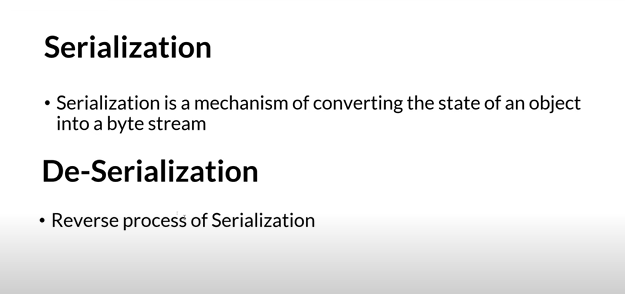 Serialization
• Serialization is a mechanism of converting the state of an object
into a byte stream
De-Serialization
• Reverse process of Serialization